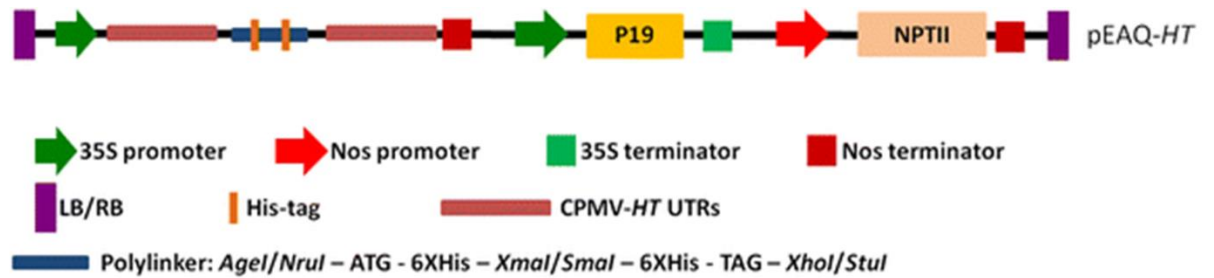 P19 NPTII pEAQ-HT
35S promoter Nos promoter 35S terminator Nos terminator
LB/RB His-tag CPMV-HT UTRs
Polylinker: AgeI/NruI – ATG - 6XHis – XmaI/SmaI – 6XHis - TAG – XhoI/StuI